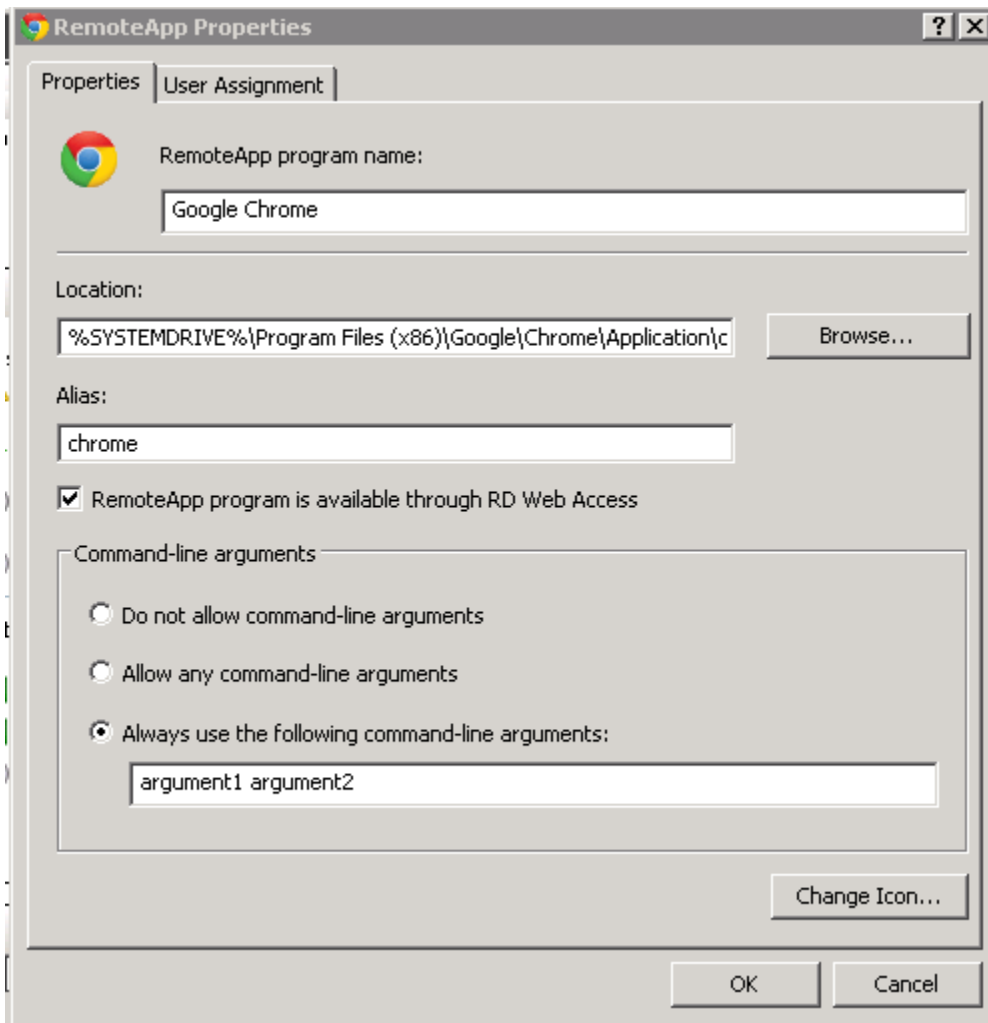 RemoteApp Properties
Properties
User Assignment
RemoteApp program name:
Google Chrome
Location:
%SYSTEMDRIVE%\Program Files (x86)\Google\Chrome\Application\c
Browse...
Alias:
chrome
RemoteApp program is available through RD Web Access
Command-line arguments
Do not allow command-line arguments
Allow any command-line arguments
Always use the following command-line arguments:
argument1 argument2
Change Icon...
OK
Cancel